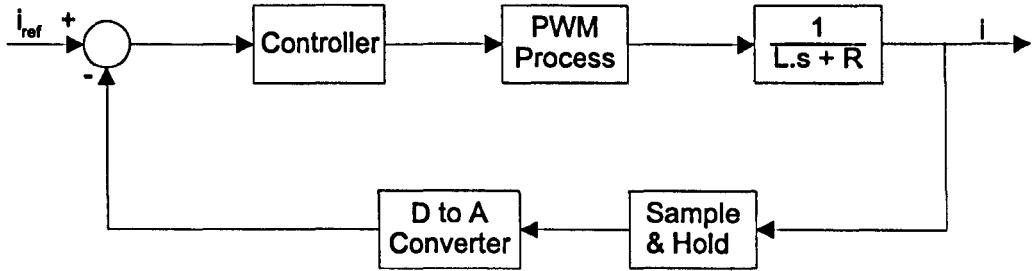 i_ref +
-
Controller
PWM
Process
1
L.s + R
i
D to A
Converter
Sample
& Hold